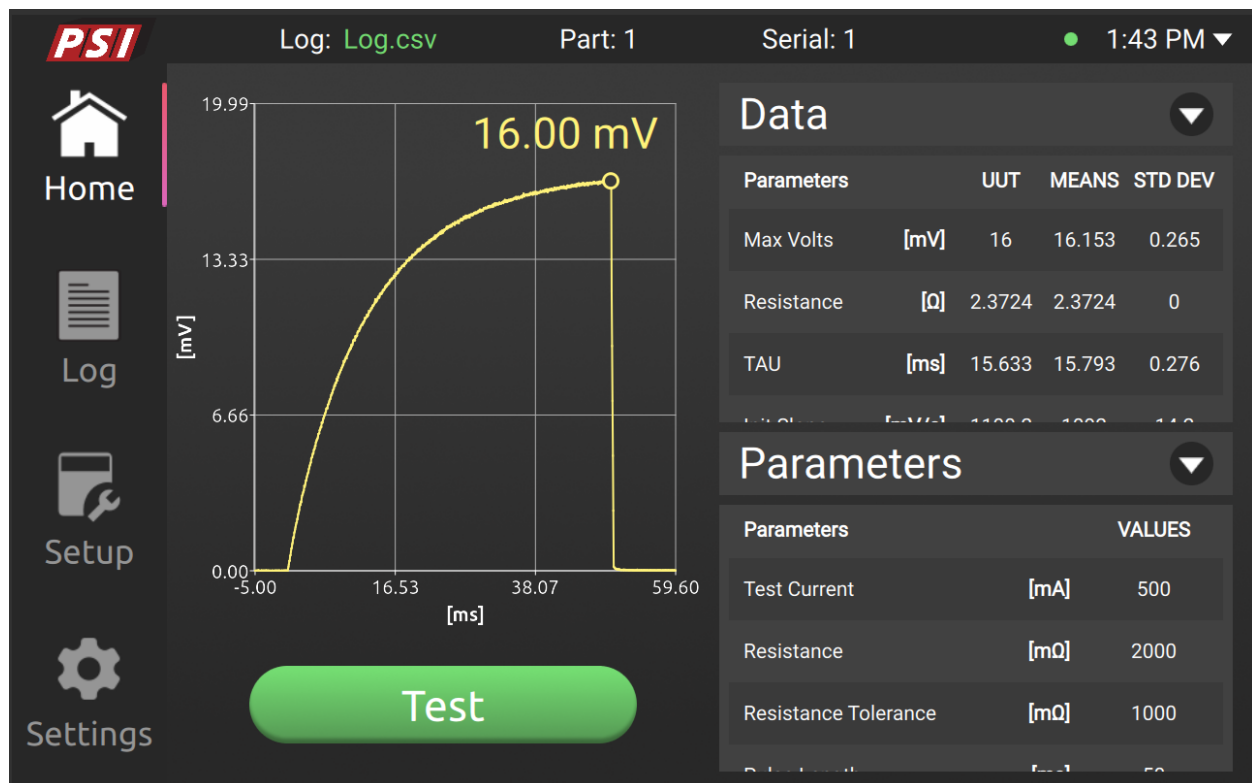 PSI
Log: Log.csv Part: 1 Serial: 1 1:43 PM
Home
Log
Setup
Settings
19.99
16.00 mV
13.33
[mV]
6.66
0.00
-5.00 16.53 38.07 59.60
[ms]
Test
Data
Parameters UUT MEANS STD DEV
Max Volts [mV] 16 16.153 0.265
Resistance [Ω] 2.3724 2.3724 0
TAU [ms] 15.633 15.793 0.276
Parameters
Parameters VALUES
Test Current [mA] 500
Resistance [mΩ] 2000
Resistance Tolerance [mΩ] 1000